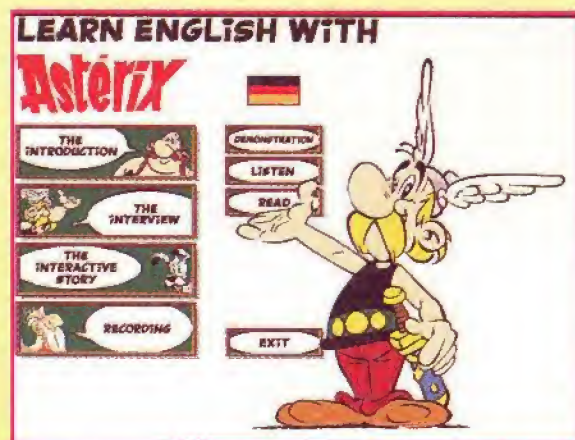 LEARN ENGLISH WITH
Astérix
THE
INTRODUCTION
THE
INTERVIEW
THE
INTERACTIVE
STORY
RECORDING
DEMONSTRATION
LISTEN
READ
EXIT